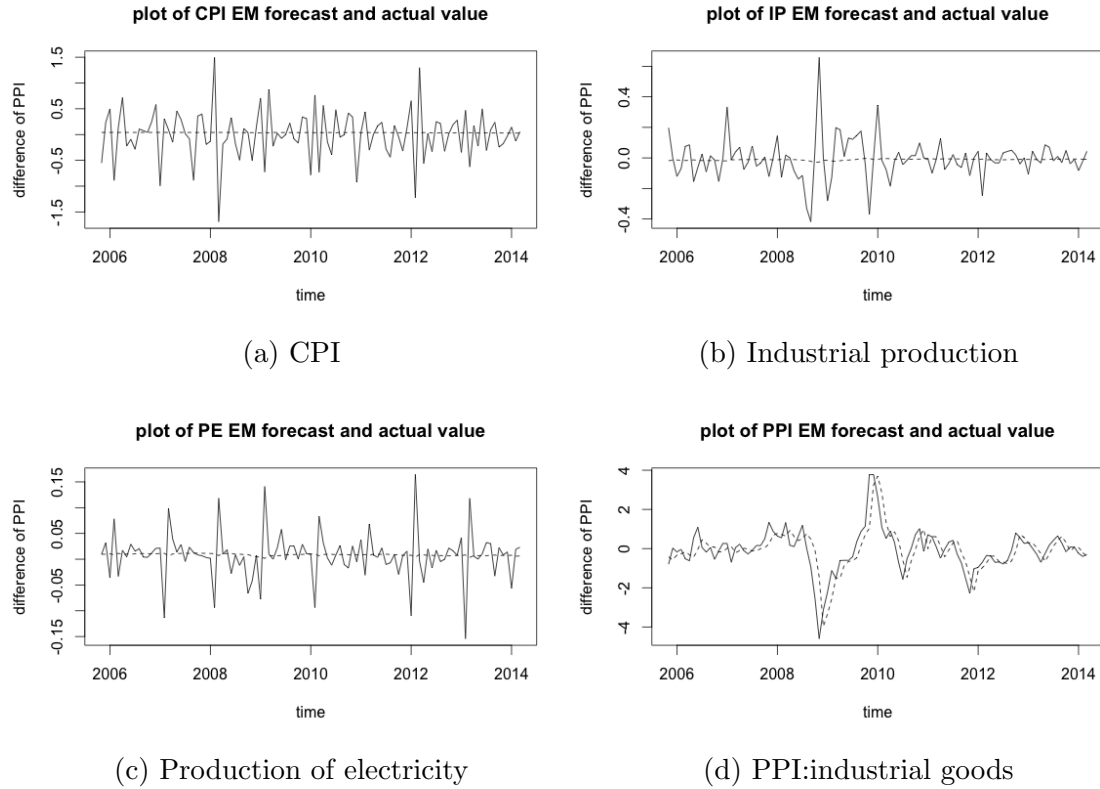 plot of CPI EM forecast and actual value
difference of PPI
1.5
0.5
-0.5
-1.5
2006 2008 2010 2012 2014
time
(a) CPI
plot of IP EM forecast and actual value
difference of PPI
0.4
0.0
-0.4
2006 2008 2010 2012 2014
time
(b) Industrial production
plot of PE EM forecast and actual value
difference of PPI
0.15
0.05
-0.05
-0.15
2006 2008 2010 2012 2014
time
(c) Production of electricity
plot of PPI EM forecast and actual value
difference of PPI
4
2
0
-2
-4
2006 2008 2010 2012 2014
time
(d) PPI:industrial goods